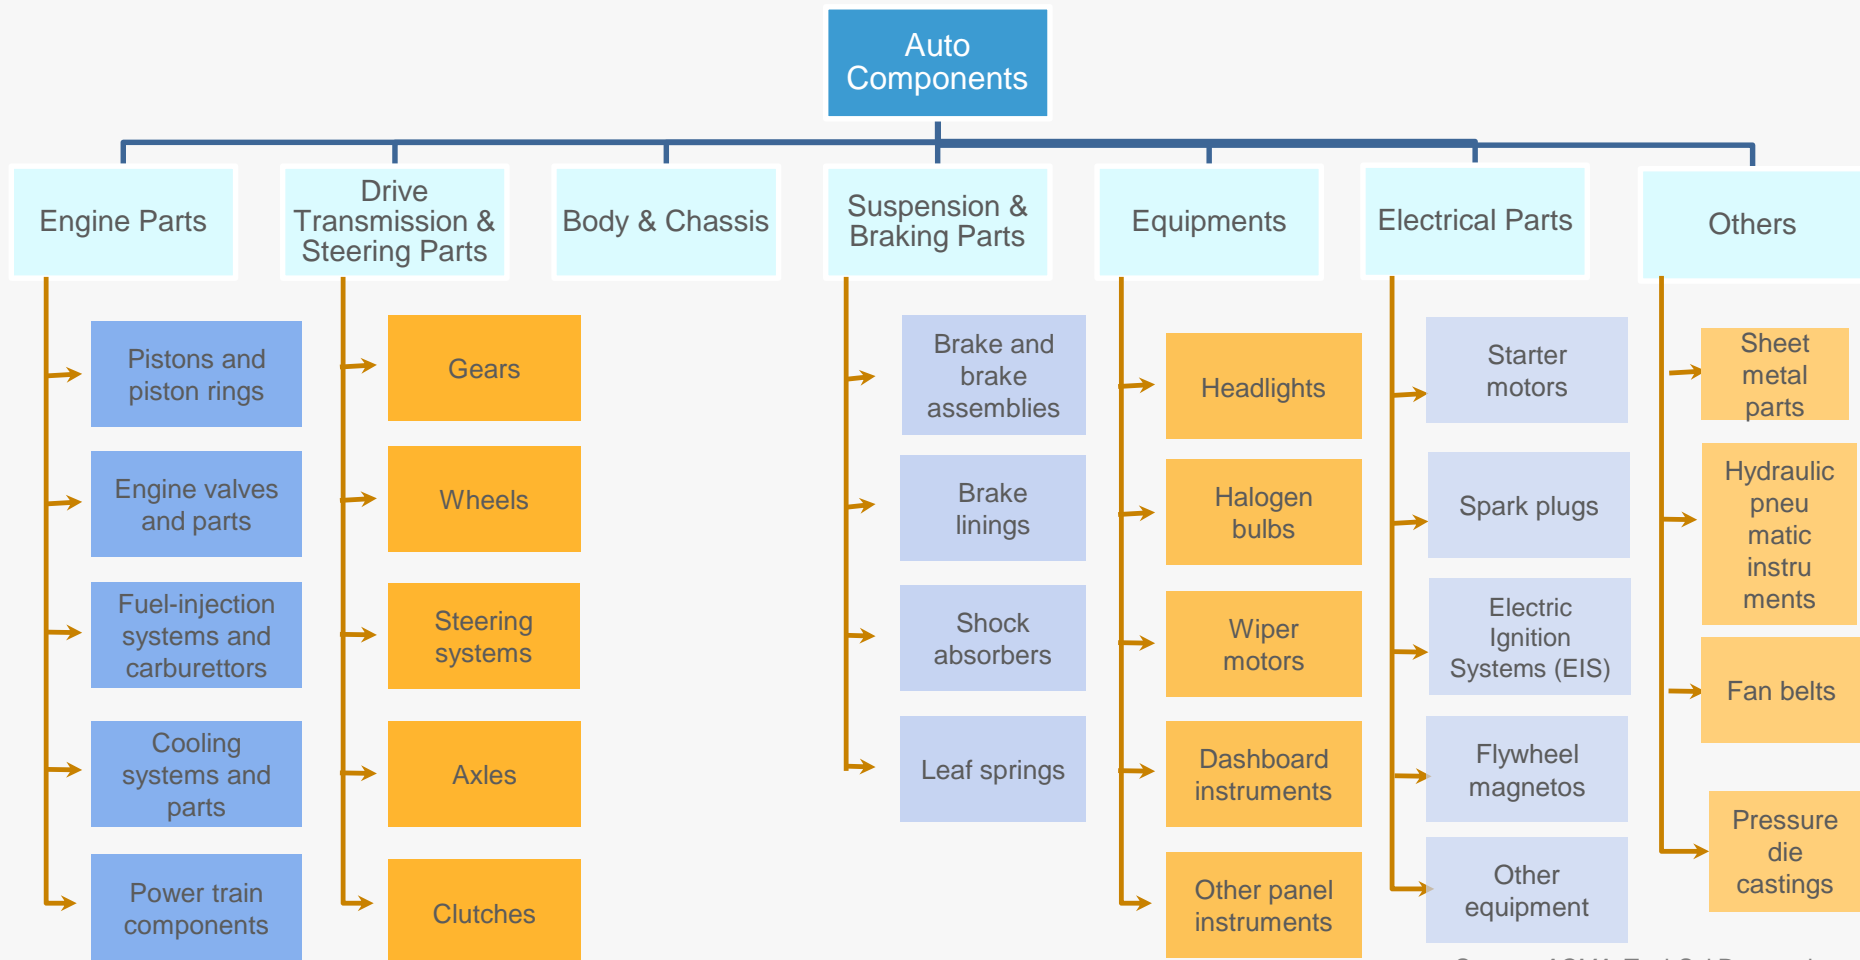 Auto
Components
Engine Parts
Drive
Transmission &
Steering Parts
Body & Chassis
Suspension &
Braking Parts
Equipments
Electrical Parts
Others
Pistons and
piston rings
Engine valves
and parts
Fuel-injection
systems and
carburettors
Cooling
systems and
parts
Power train
components
Gears
Wheels
Steering
systems
Axles
Clutches
Brake and
brake
assemblies
Brake
linings
Shock
absorbers
Leaf springs
Headlights
Halogen
bulbs
Wiper
motors
Dashboard
instruments
Other panel
instruments
Starter
motors
Spark plugs
Electric
Ignition
Systems (EIS)
Flywheel
magnetos
Other
equipment
Sheet
metal
parts
Hydraulic
pneu
matic
instru
ments
Fan belts
Pressure
die
castings